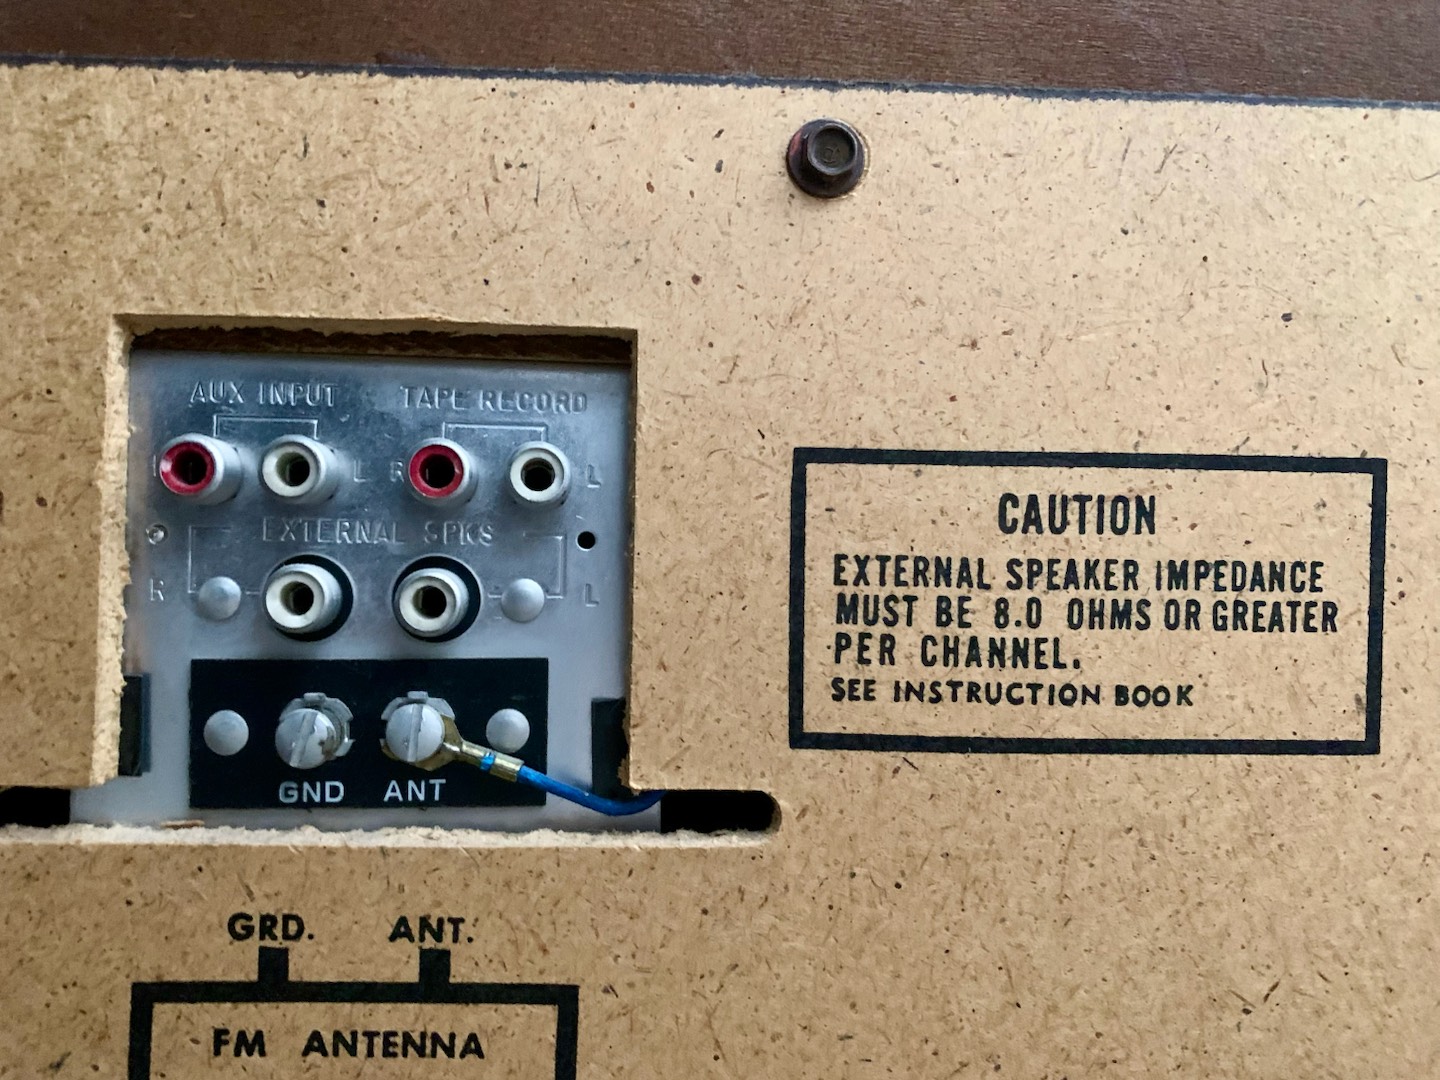 AUX INPUT TAPE RECORD
L R L
EXTERNAL SPKS
R L
GND ANT
CAUTION
EXTERNAL SPEAKER IMPEDANCE
MUST BE 8.0 OHMS OR GREATER
PER CHANNEL.
SEE INSTRUCTION BOOK
GRD. ANT.
FM ANTENNA